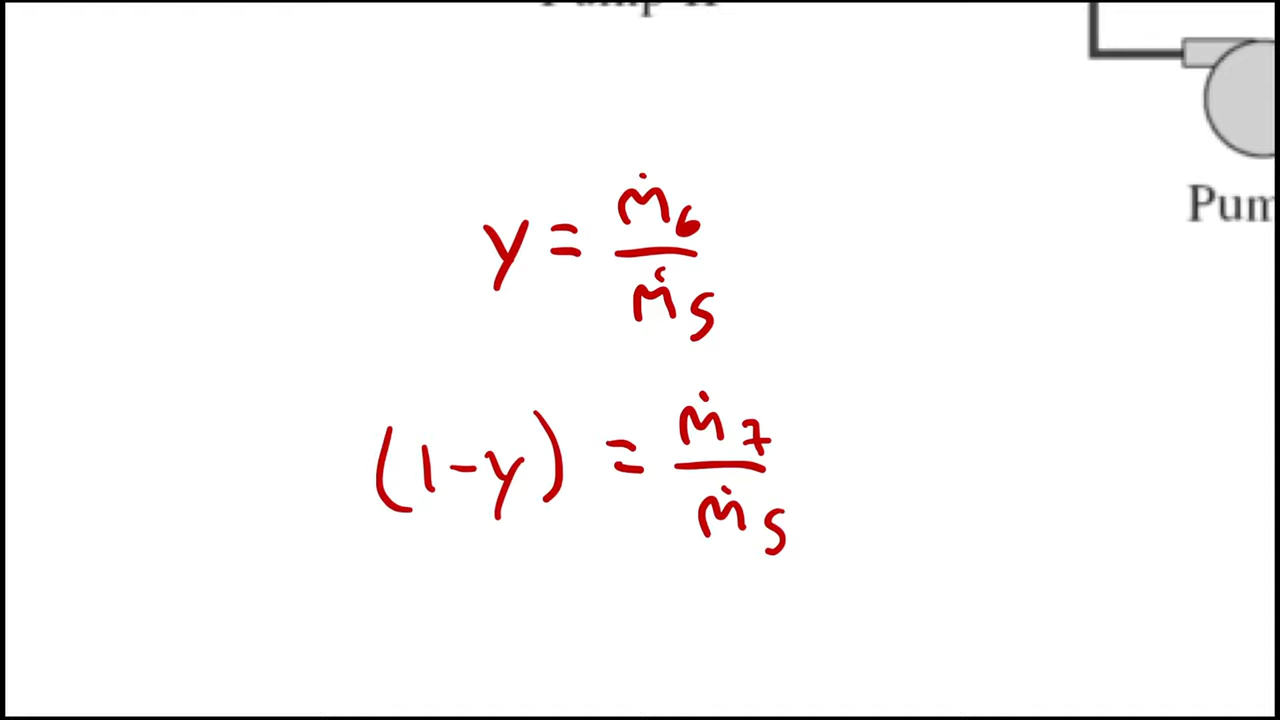 y = ṁ6 / ṁ5
(1-y) = ṁ7 / ṁ5
Pum